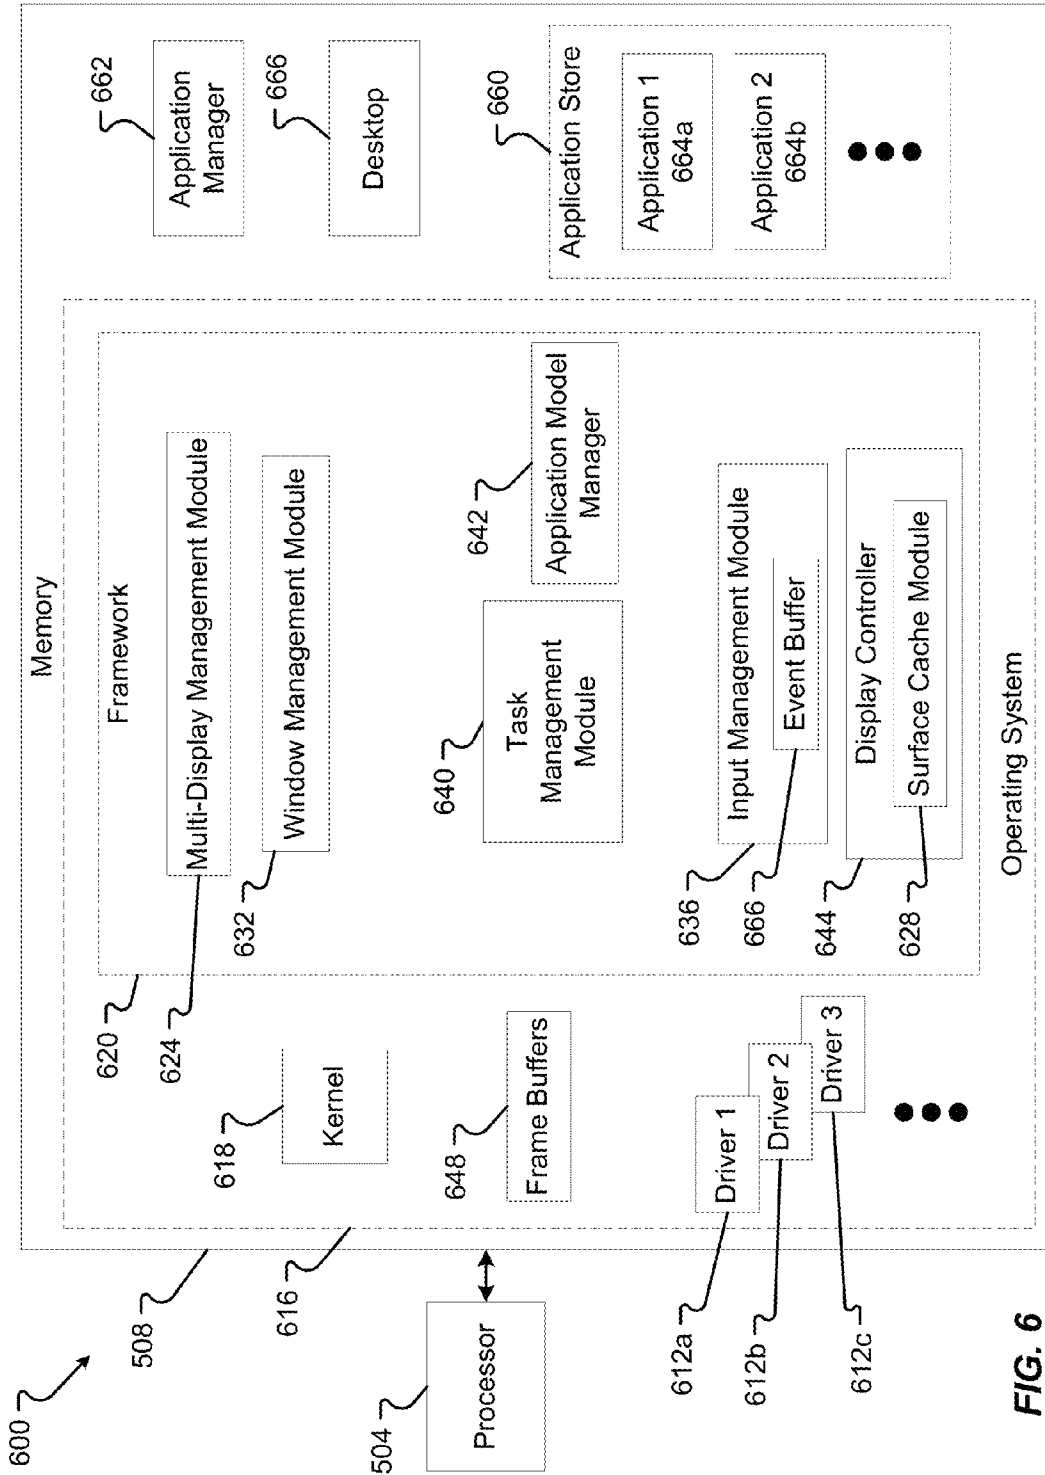 600
508
616
504
Processor
Memory
620
624
618
Kernel
648
Frame Buffers
612a
612b
612c
Driver 1
Driver 2
Driver 3
Framework
Multi-Display Management Module
632
Window Management Module
640
Task
Management
Module
642
Application Model
Manager
636
Input Management Module
666
Event Buffer
644
Display Controller
628
Surface Cache Module
Operating System
662
Application
Manager
666
Desktop
660
Application Store
Application 1
664a
Application 2
664b
FIG. 6